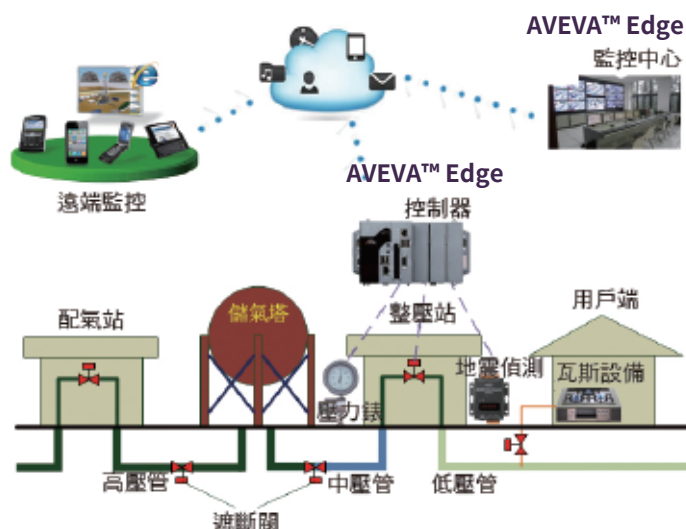 AVEVA™ Edge
監控中心
遠端監控
AVEVA™ Edge
控制器
配氣站
儲氣塔
整壓站
用戶端
地震偵測
瓦斯設備
壓力錶
高壓管
中壓管
低壓管
遮斷閥